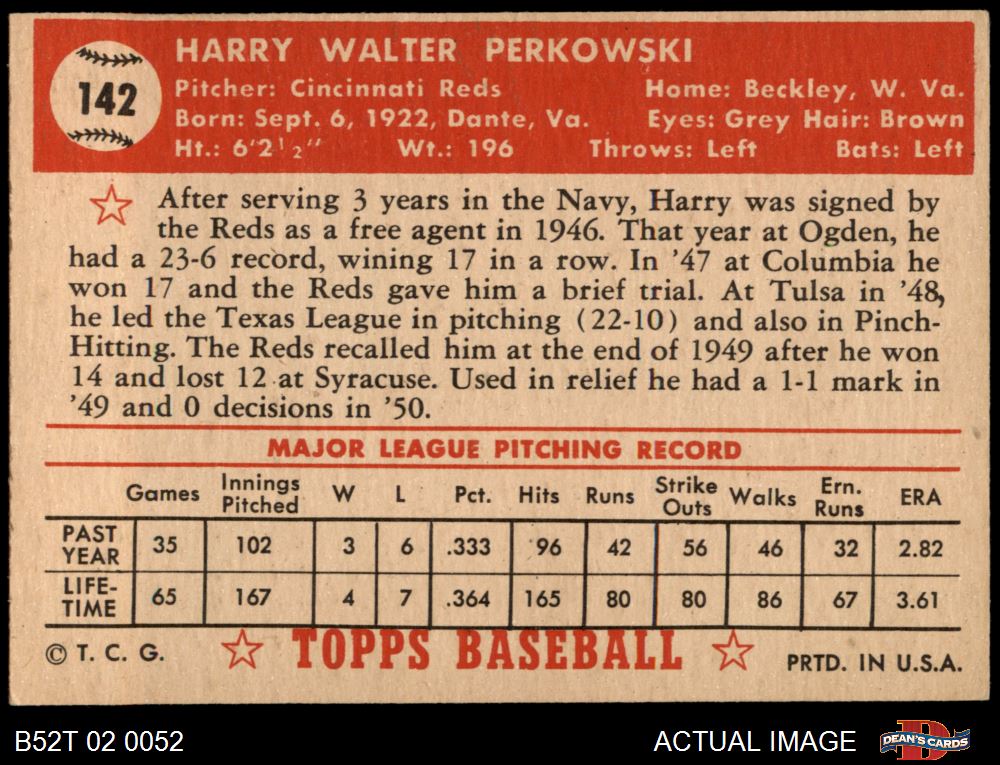 142
HARRY WALTER PERKOWSKI
Pitcher: Cincinnati Reds Home: Beckley, W. Va.
Born: Sept. 6, 1922, Dante, Va. Eyes: Grey Hair: Brown
Ht.: 6'2 1/2" Wt.: 196 Throws: Left Bats: Left
After serving 3 years in the Navy, Harry was signed by
the Reds as a free agent in 1946. That year at Ogden, he
had a 23-6 record, wining 17 in a row. In '47 at Columbia he
won 17 and the Reds gave him a brief trial. At Tulsa in '48,
he led the Texas League in pitching (22-10) and also in Pinch-
Hitting. The Reds recalled him at the end of 1949 after he won
14 and lost 12 at Syracuse. Used in relief he had a 1-1 mark in
'49 and 0 decisions in '50.
MAJOR LEAGUE PITCHING RECORD
Games Innings Pitched W L Pct. Hits Runs Strike Outs Walks Ern. Runs ERA
PAST YEAR 35 102 3 6 .333 96 42 56 46 32 2.82
LIFE-TIME 65 167 4 7 .364 165 80 80 86 67 3.61
© T. C. G. TOPPS BASEBALL PRTD. IN U.S.A.
B52T 02 0052 ACTUAL IMAGE D DEAN'S CARDS